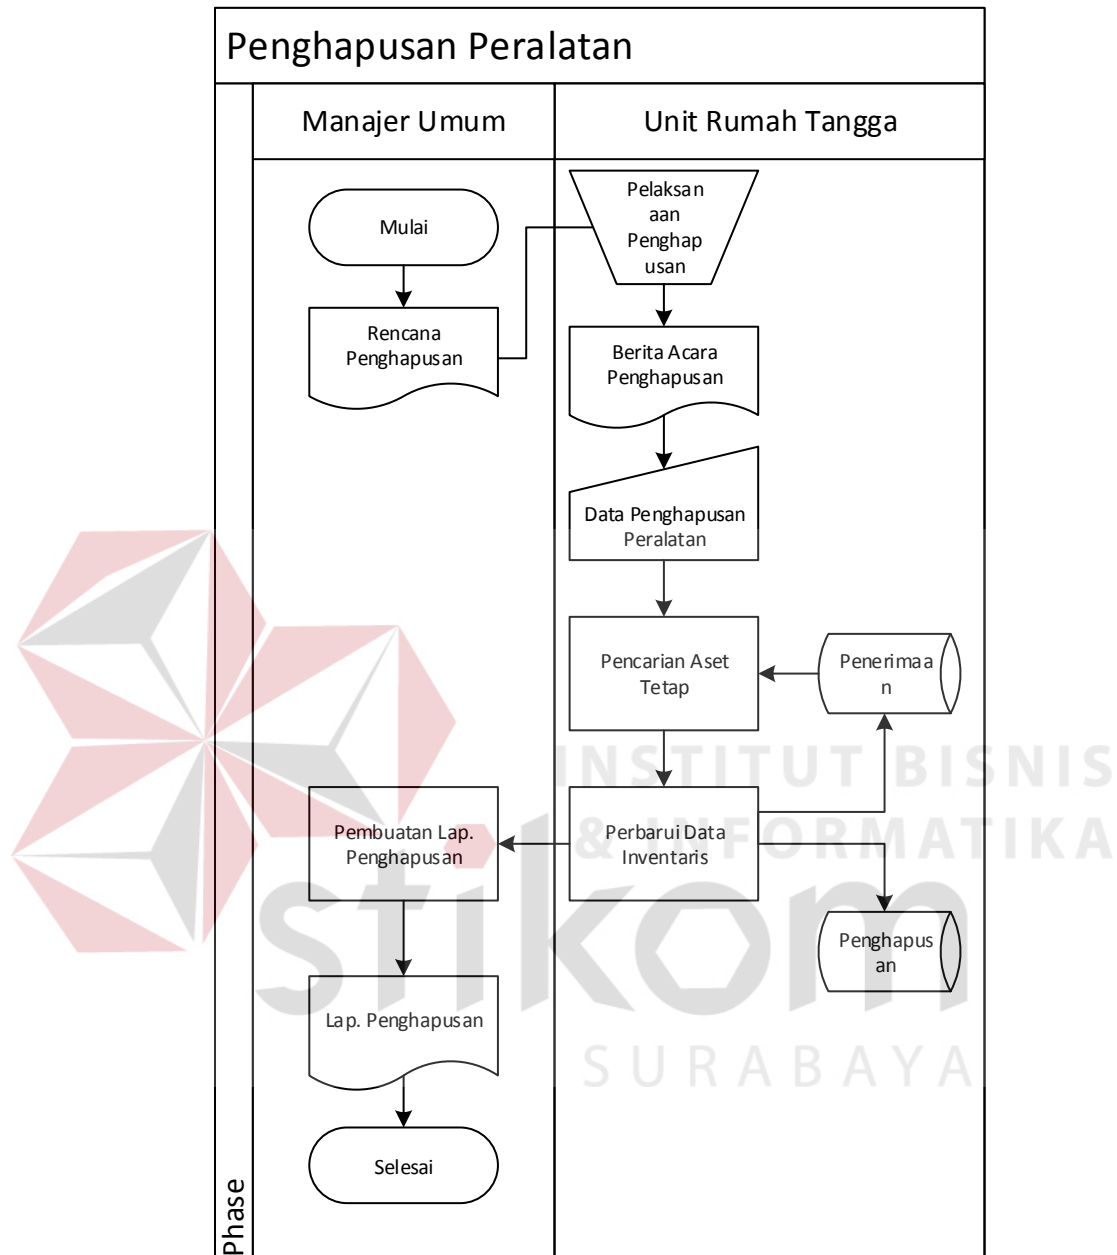 Penghapusan Peralatan
Manajer Umum
Unit Rumah Tangga
Mulai
Pelaksan
aan
Penghap
usan
Rencana
Penghapusan
Berita Acara
Penghapusan
Data Penghapusan
Peralatan
Pencarian Aset
Tetap
Penerimaa
n
INSTITUT BISNIS
& INFORMATIKA
Pembuatan Lap.
Penghapusan
Perbarui Data
Inventaris
stikom
Penghapus
an
Lap. Penghapusan
SURABAYA
Selesai
Phase